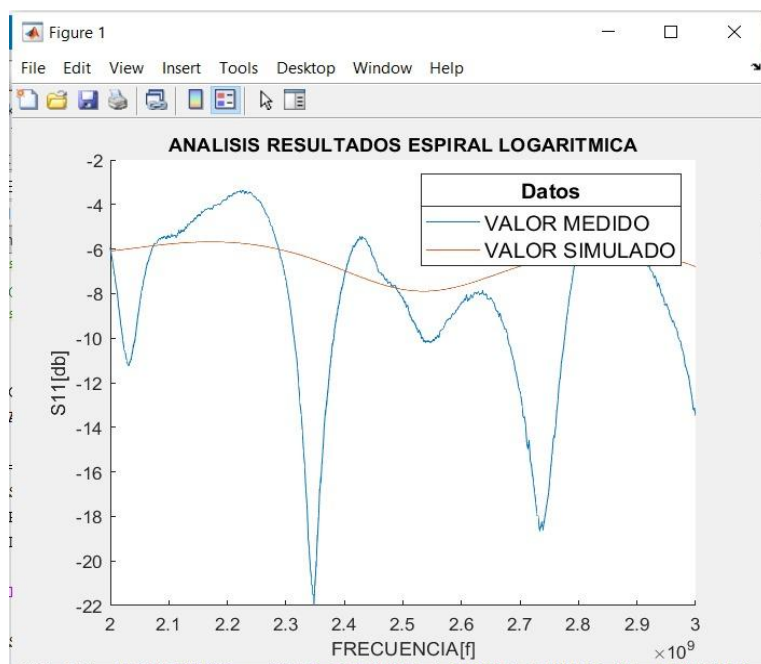 Figure 1
File Edit View Insert Tools Desktop Window Help
ANALISIS RESULTADOS ESPIRAL LOGARITMICA
Datos
VALOR MEDIDO
VALOR SIMULADO
S11[db]
-2
-4
-6
-8
-10
-12
-14
-16
-18
-20
-22
2 2.1 2.2 2.3 2.4 2.5 2.6 2.7 2.8 2.9 3
FRECUENCIA[f]
×10⁹